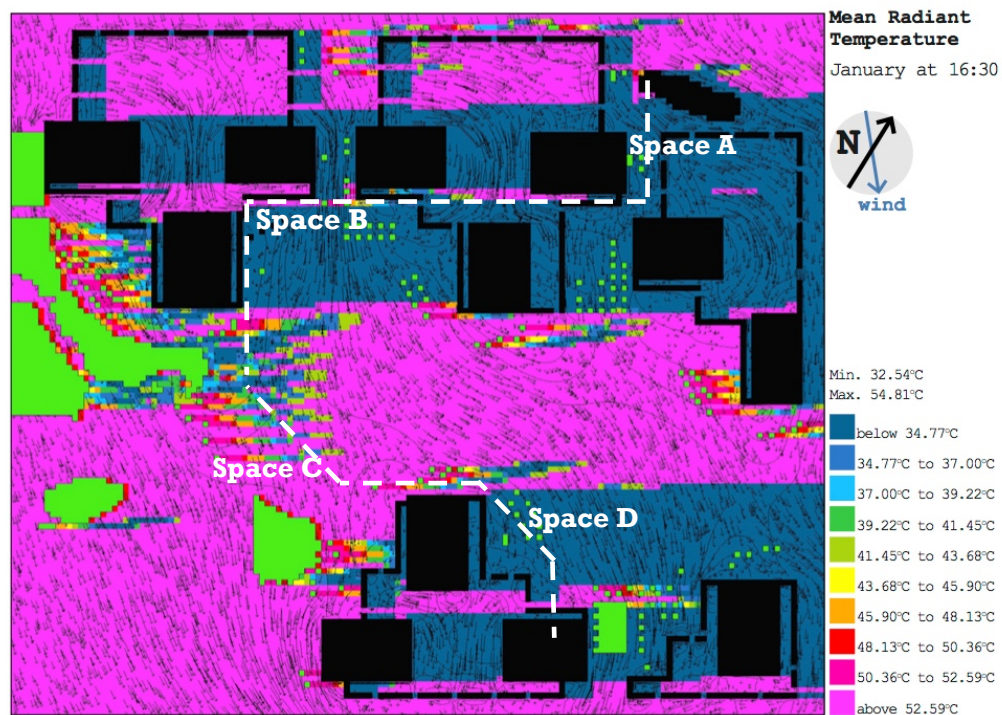 Mean Radiant
Temperature
January at 16:30
N
wind
Space A
Space B
Space C
Space D
Min. 32.54°C
Max. 54.81°C
below 34.77°C
34.77°C to 37.00°C
37.00°C to 39.22°C
39.22°C to 41.45°C
41.45°C to 43.68°C
43.68°C to 45.90°C
45.90°C to 48.13°C
48.13°C to 50.36°C
50.36°C to 52.59°C
above 52.59°C